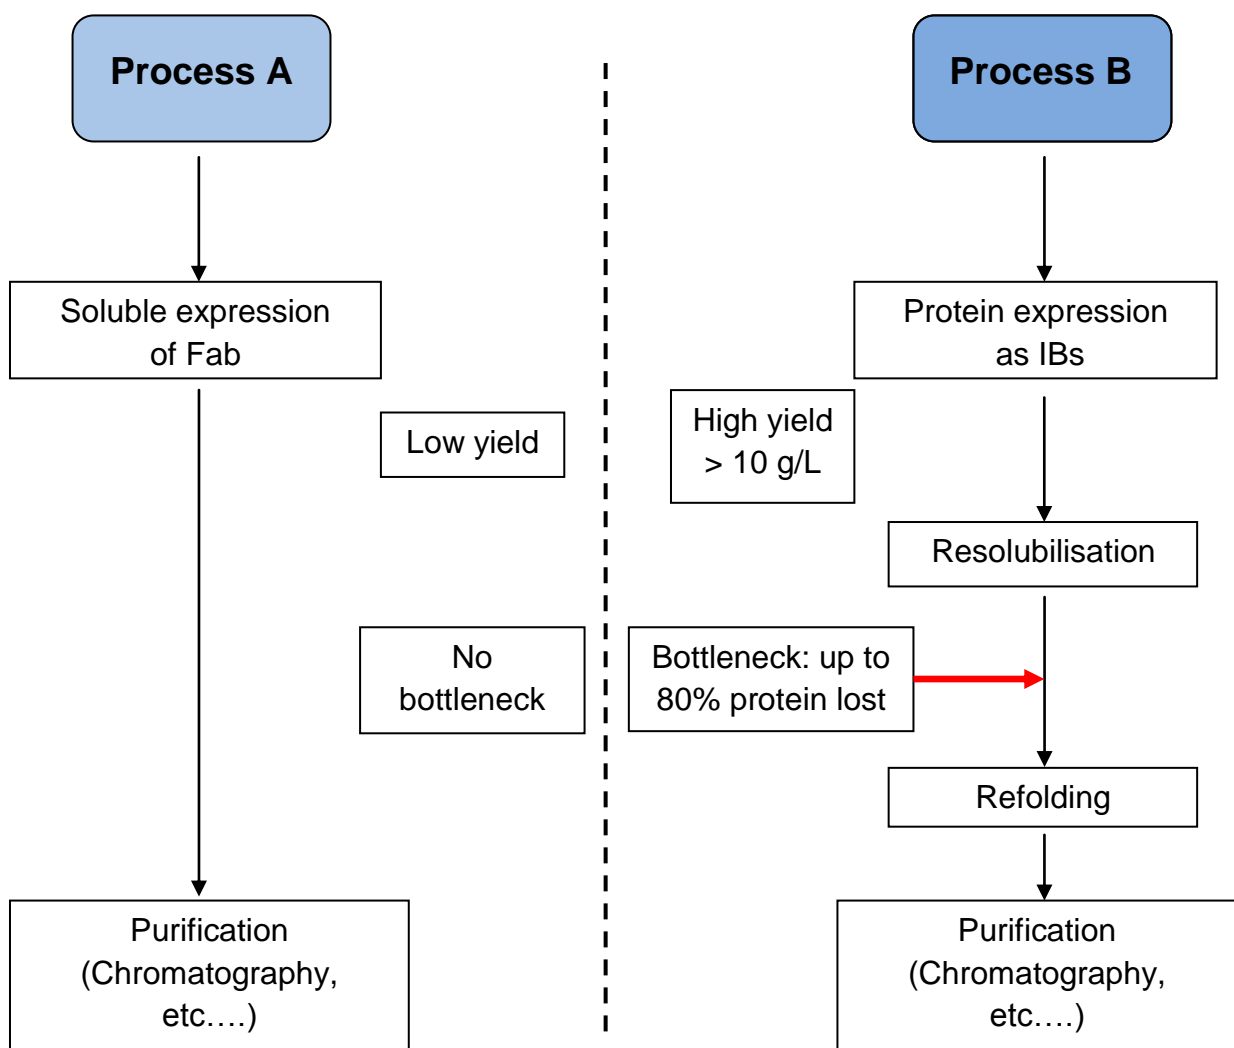 Process A
Soluble expression
of Fab
Low yield
No
bottleneck
Purification
(Chromatography,
etc….)
Process B
Protein expression
as IBs
High yield
> 10 g/L
Resolubilisation
Bottleneck: up to
80% protein lost
Refolding
Purification
(Chromatography,
etc….)